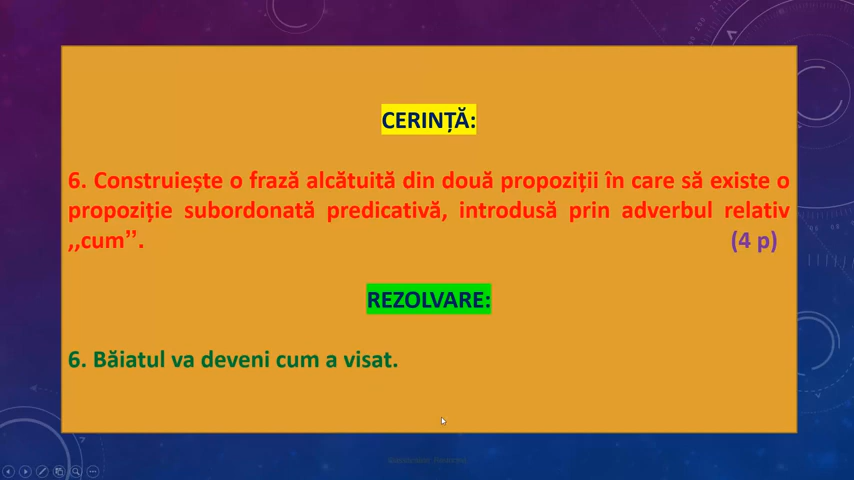 CERINȚĂ:
6. Construiește o frază alcătuită din două propoziții în care să existe o
propoziție subordonată predicativă, introdusă prin adverbul relativ
,,cum”. (4 p)
REZOLVARE:
6. Băiatul va deveni cum a visat.